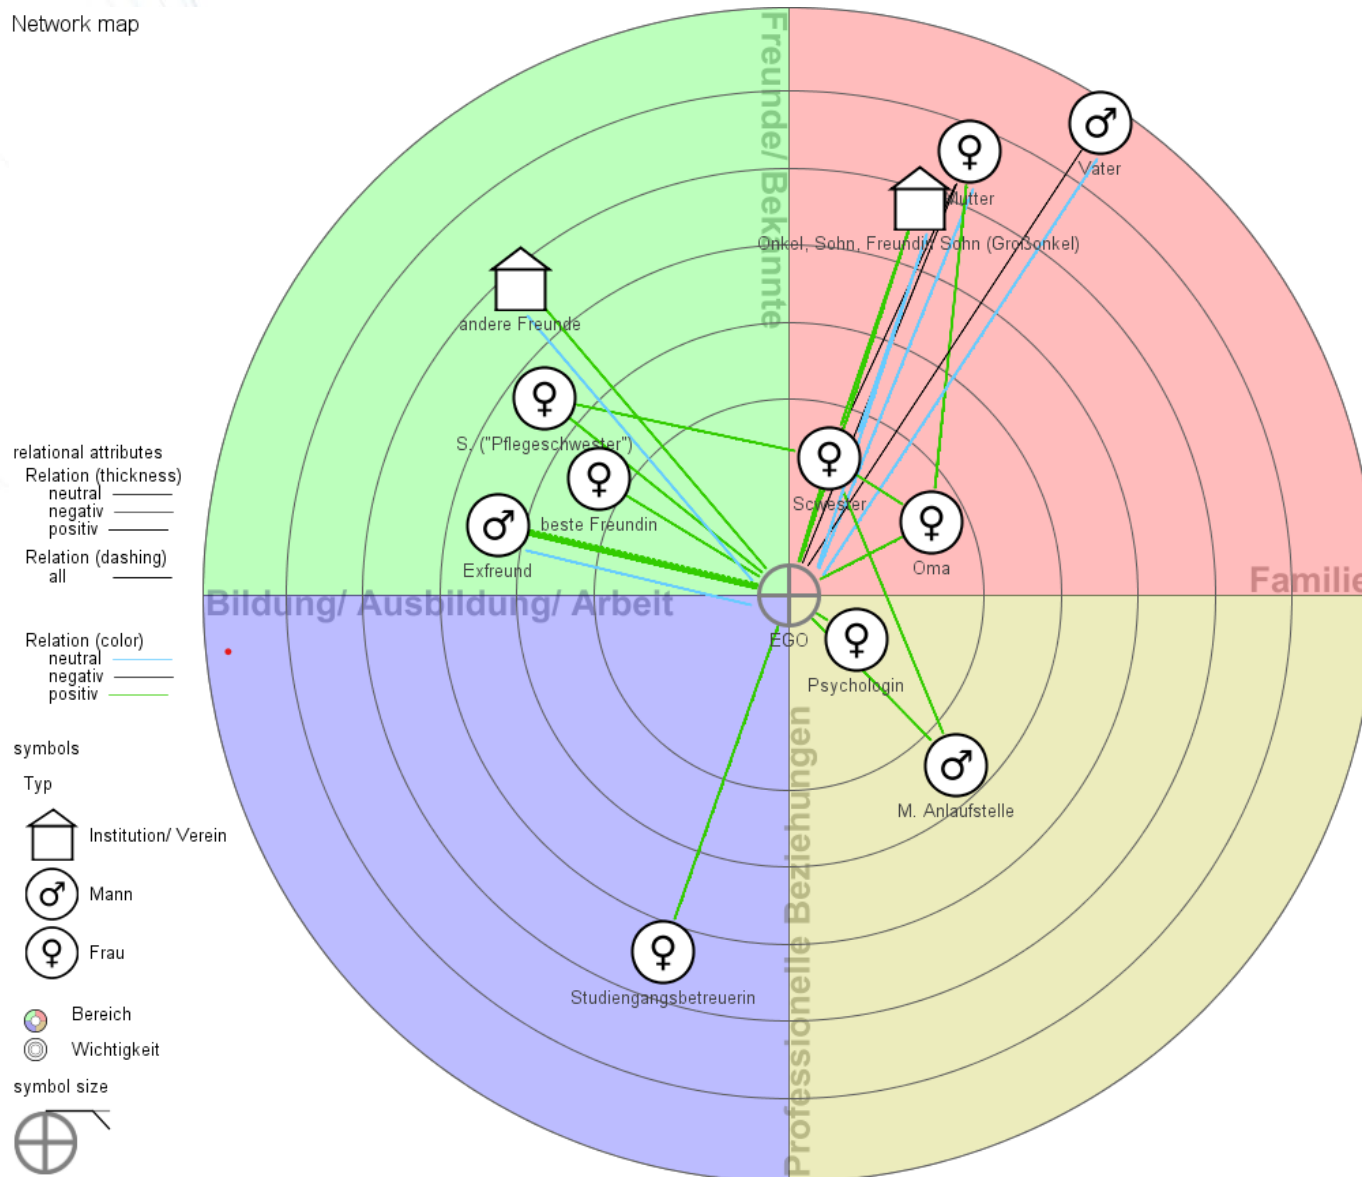 Network map
Freunde/ Bekannte
Vater
Mutter
Onkel, Sohn, Freundin, Sohn (Großonkel)
andere Freunde
S. ("Pflegeschwester")
beste Freundin
Scwester
Exfreund
Oma
Familie
Bildung/ Ausbildung/ Arbeit
EGO
Psychologin
M. Anlaufstelle
Professionelle Beziehungen
Studiengangsbetreuerin
relational attributes
Relation (thickness)
neutral
negativ
positiv
Relation (dashing)
all
Relation (color)
neutral
negativ
positiv
symbols
Typ
Institution/ Verein
Mann
Frau
Bereich
Wichtigkeit
symbol size